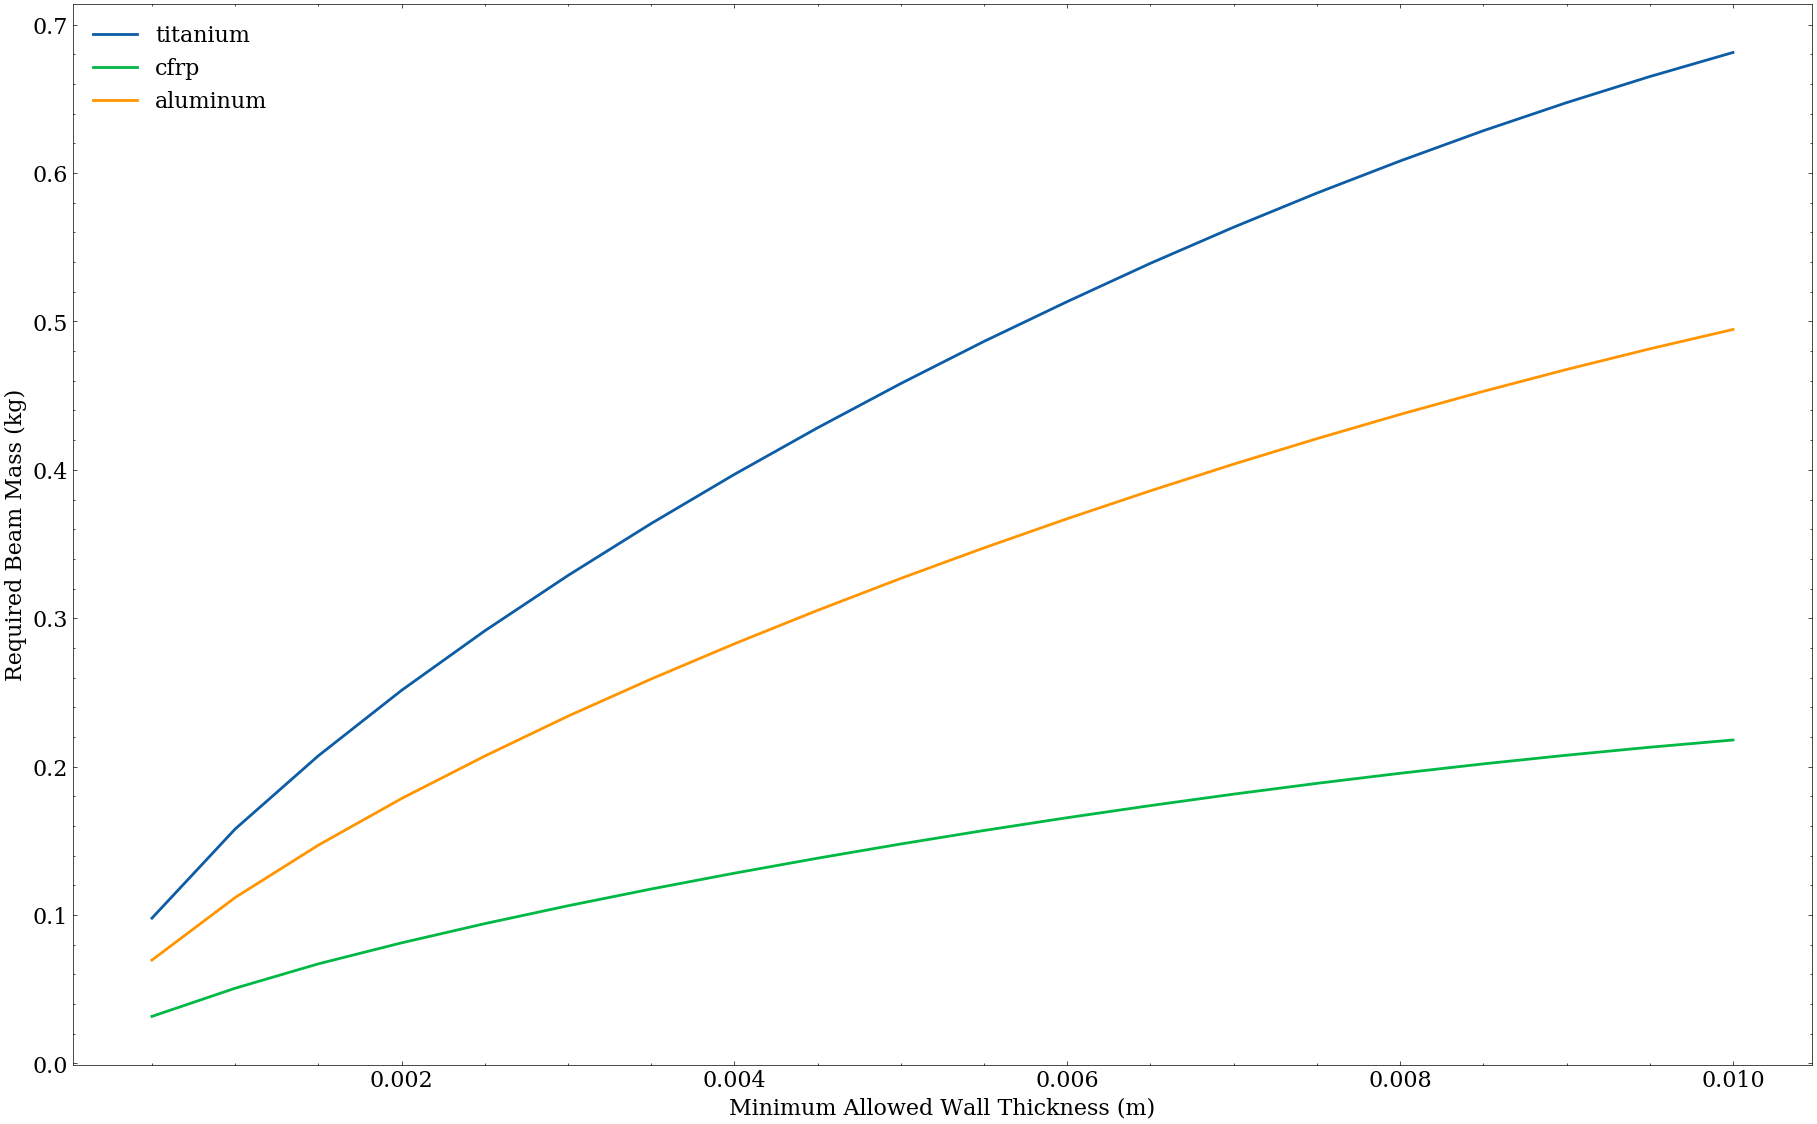 titanium
cfrp
aluminum
Required Beam Mass (kg)
0.7
0.6
0.5
0.4
0.3
0.2
0.1
0.0
0.002 0.004 0.006 0.008 0.010
Minimum Allowed Wall Thickness (m)